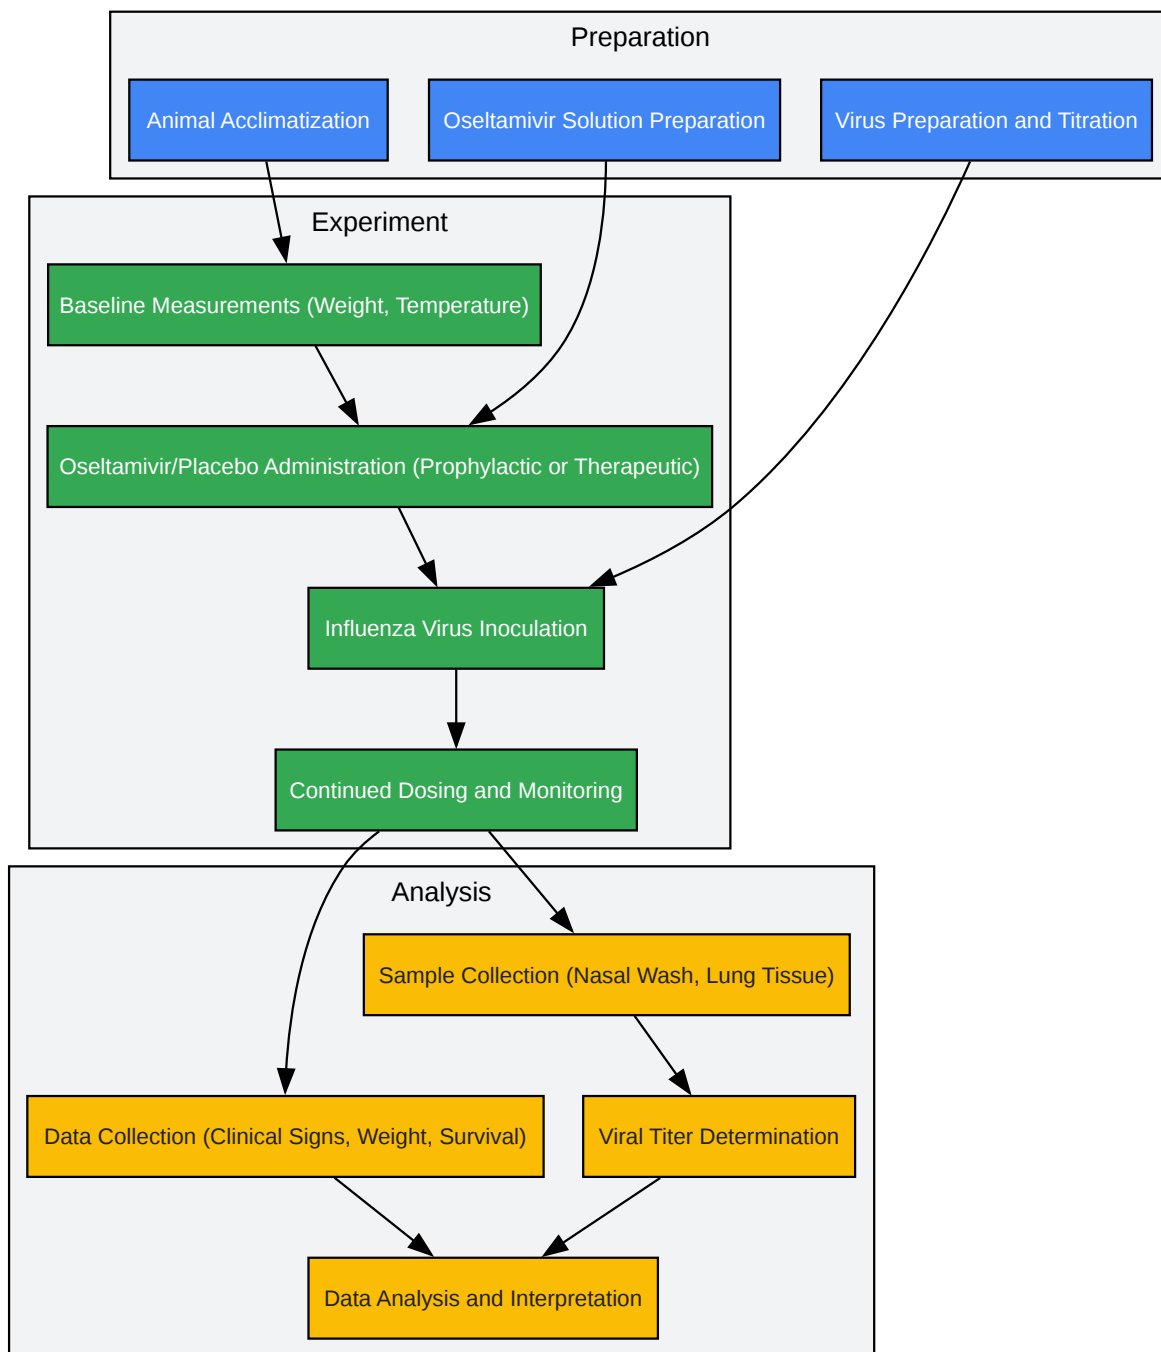 Preparation
Animal Acclimatization
Oseltamivir Solution Preparation
Virus Preparation and Titration
Experiment
Baseline Measurements (Weight, Temperature)
Oseltamivir/Placebo Administration (Prophylactic or Therapeutic)
Influenza Virus Inoculation
Continued Dosing and Monitoring
Analysis
Sample Collection (Nasal Wash, Lung Tissue)
Data Collection (Clinical Signs, Weight, Survival)
Viral Titer Determination
Data Analysis and Interpretation